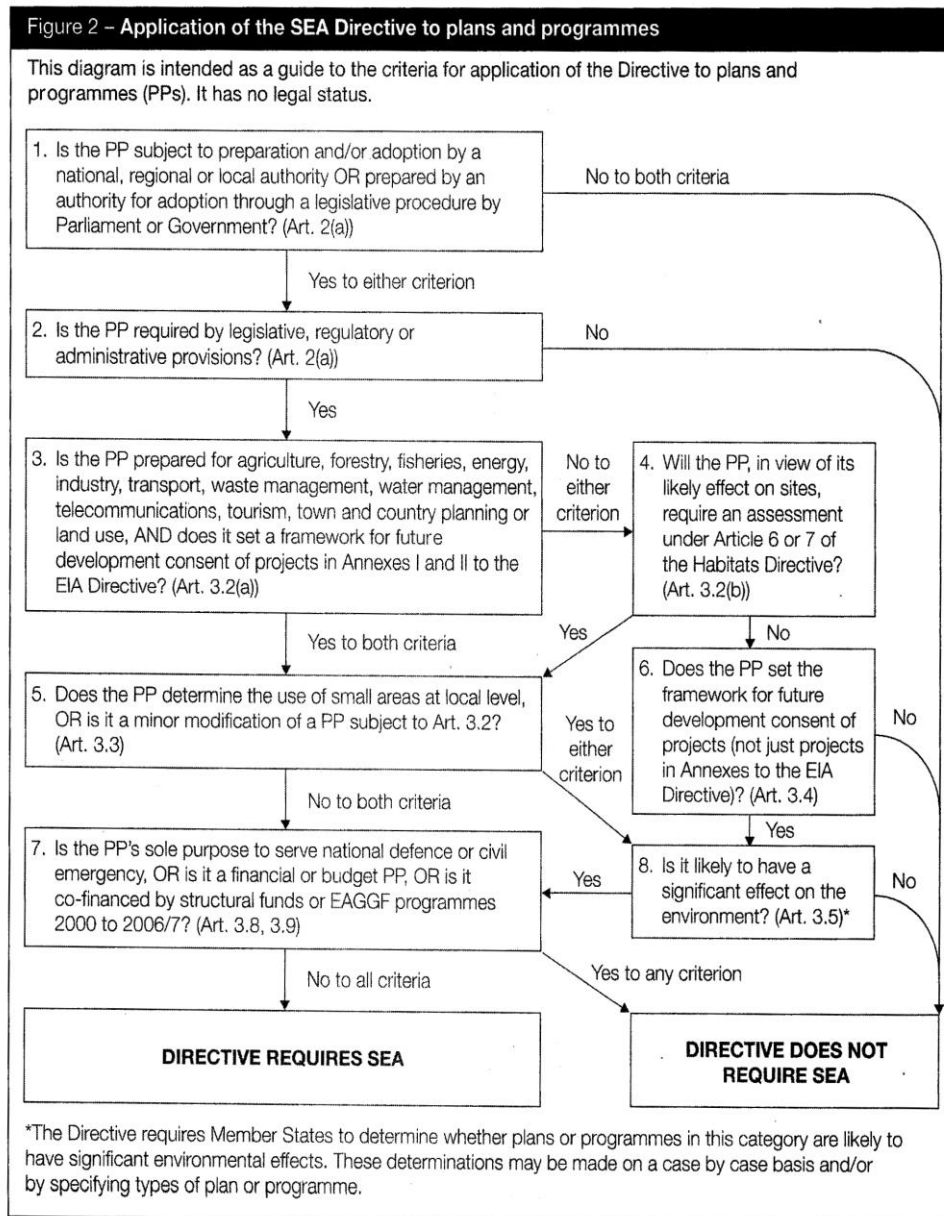 Figure 2 – Application of the SEA Directive to plans and programmes
This diagram is intended as a guide to the criteria for application of the Directive to plans and
programmes (PPs). It has no legal status.
1. Is the PP subject to preparation and/or adoption by a
national, regional or local authority OR prepared by an
authority for adoption through a legislative procedure by
Parliament or Government? (Art. 2(a))
No to both criteria
Yes to either criterion
2. Is the PP required by legislative, regulatory or
administrative provisions? (Art. 2(a))
No
Yes
3. Is the PP prepared for agriculture, forestry, fisheries, energy,
industry, transport, waste management, water management,
telecommunications, tourism, town and country planning or
land use, AND does it set a framework for future
development consent of projects in Annexes I and II to the
EIA Directive? (Art. 3.2(a))
No to
either
criterion
4. Will the PP, in view of its
likely effect on sites,
require an assessment
under Article 6 or 7 of
the Habitats Directive?
(Art. 3.2(b))
Yes to both criteria
Yes
No
5. Does the PP determine the use of small areas at local level,
OR is it a minor modification of a PP subject to Art. 3.2?
(Art. 3.3)
Yes to
either
criterion
6. Does the PP set the
framework for future
development consent of
projects (not just projects
in Annexes to the EIA
Directive)? (Art. 3.4)
No
No to both criteria
Yes
7. Is the PP's sole purpose to serve national defence or civil
emergency, OR is it a financial or budget PP, OR is it
co-financed by structural funds or EAGGF programmes
2000 to 2006/7? (Art. 3.8, 3.9)
Yes
8. Is it likely to have a
significant effect on the
environment? (Art. 3.5)*
No
No to all criteria
Yes to any criterion
DIRECTIVE REQUIRES SEA
DIRECTIVE DOES NOT
REQUIRE SEA
*The Directive requires Member States to determine whether plans or programmes in this category are likely to
have significant environmental effects. These determinations may be made on a case by case basis and/or
by specifying types of plan or programme.